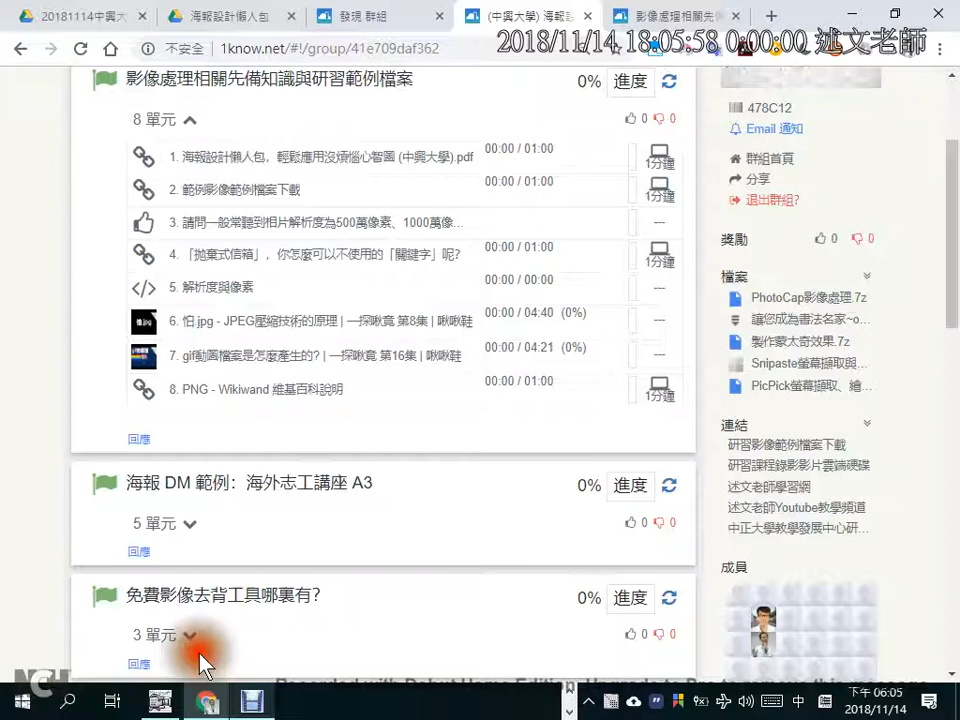 20181114中興大
海報設計懶人包
發現 群組
(中興大學) 海報設
影像處理相關先備
不安全
1know.net/#!/group/41e709daf362
2018/11/14 18:05:58 0:00:00 述文老師
影像處理相關先備知識與研習範例檔案
0%
進度
8 單元
0 0
1. 海報設計懶人包，輕鬆應用沒煩惱心智圖 (中興大學).pdf
00:00 / 01:00
1分鐘
2. 範例影像範例檔案下載
00:00 / 01:00
1分鐘
3. 請問一般常聽到相片解析度為500萬像素、1000萬像...
---
4. 「拋棄式信箱」，你怎麼可以不使用的「關鍵字」呢?
00:00 / 01:00
1分鐘
5. 解析度與像素
00:00 / 00:00
---
6. 怕.jpg - JPEG壓縮技術的原理 | 一探啾竟 第8集 | 啾啾鞋
00:00 / 04:40 (0%)
---
7. gif動圖檔案是怎麼產生的? | 一探啾竟 第16集 | 啾啾鞋
00:00 / 04:21 (0%)
---
8. PNG - Wikiwand 維基百科說明
00:00 / 01:00
1分鐘
回應
海報 DM 範例：海外志工講座 A3
0%
進度
5 單元
0 0
回應
免費影像去背工具哪裏有?
0%
進度
3 單元
0 0
回應
478C12
Email 通知
群組首頁
分享
退出群組?
獎勵
0 0
檔案
PhotoCap影像處理.7z
讓您成為書法名家~o...
製作蒙太奇效果.7z
Snipaste螢幕擷取與...
PicPick螢幕擷取、繪...
連結
研習影像範例檔案下載
研習課程錄影影片雲端硬碟
述文老師學習網
述文老師Youtube教學頻道
中正大學教學發展中心研...
成員
NCH
Recorded with Debut Home Edition. Upgrade to Pro to remove this message
中
下午 06:05
2018/11/14